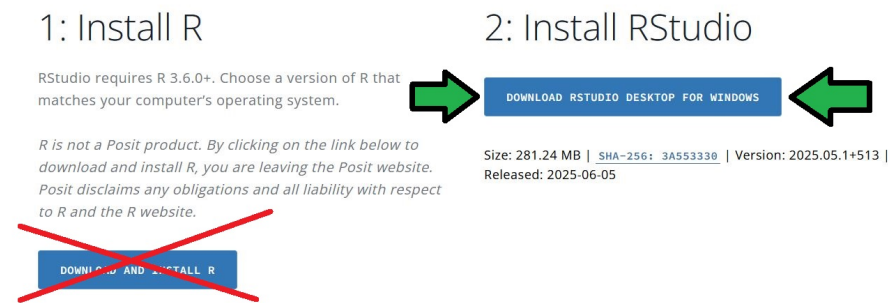 1: Install R
RStudio requires R 3.6.0+. Choose a version of R that
matches your computer's operating system.
R is not a Posit product. By clicking on the link below to
download and install R, you are leaving the Posit website.
Posit disclaims any obligations and all liability with respect
to R and the R website.
DOWNLOAD AND INSTALL R
2: Install RStudio
DOWNLOAD RSTUDIO DESKTOP FOR WINDOWS
Size: 281.24 MB | SHA-256: 3A553330 | Version: 2025.05.1+513 |
Released: 2025-06-05